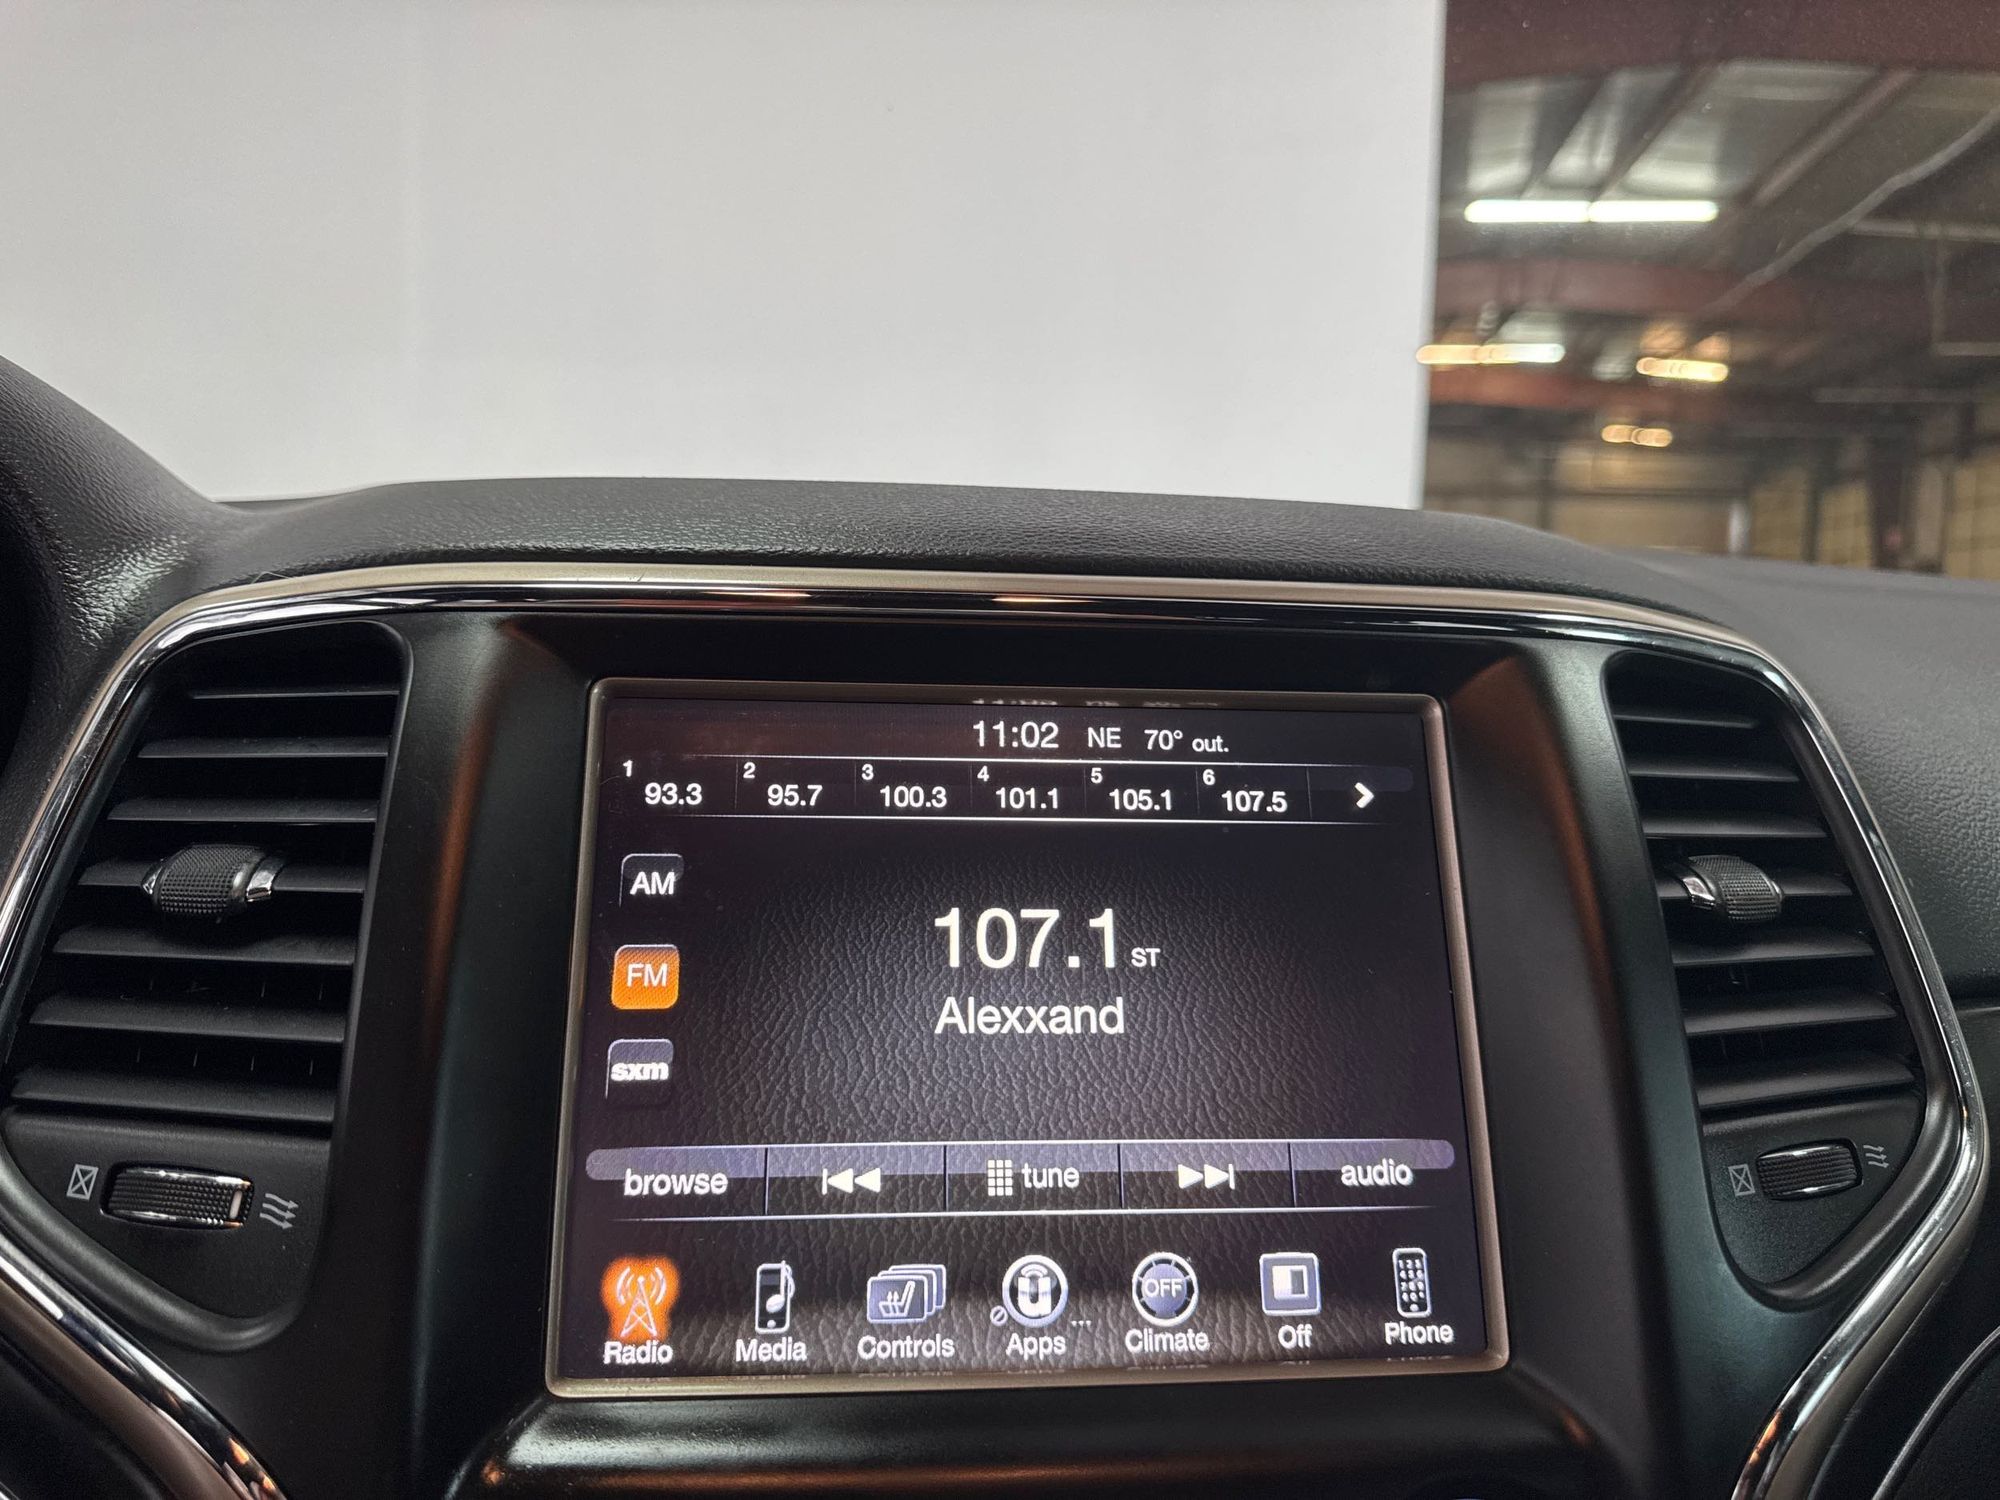 11:02 NE 70° out.
1 93.3 2 95.7 3 100.3 4 101.1 5 105.1 6 107.5
AM
107.1 ST
FM
Alexxand
sxm
browse tune audio
OFF
Radio Media Controls Apps ... Climate Off Phone